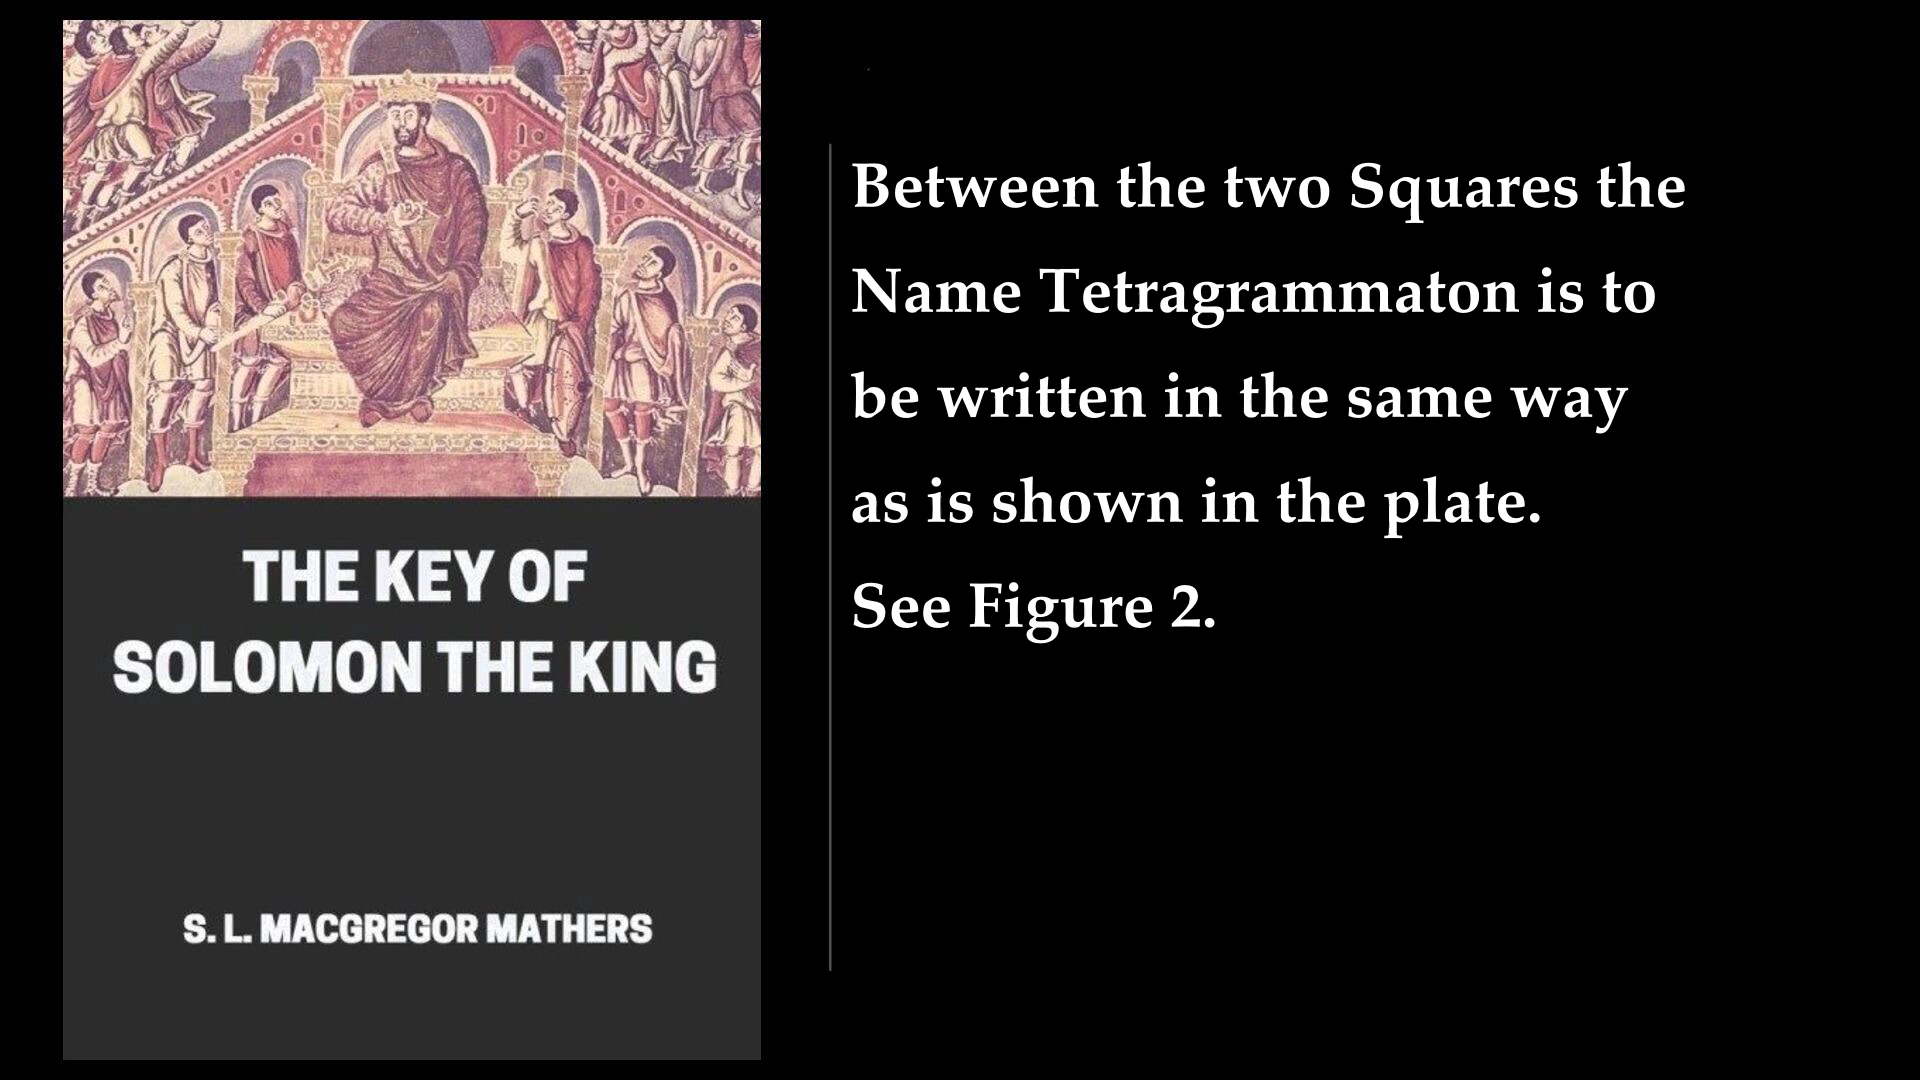 THE KEY OF
SOLOMON THE KING
S. L. MACGREGOR MATHERS
Between the two Squares the
Name Tetragrammaton is to
be written in the same way
as is shown in the plate.
See Figure 2.